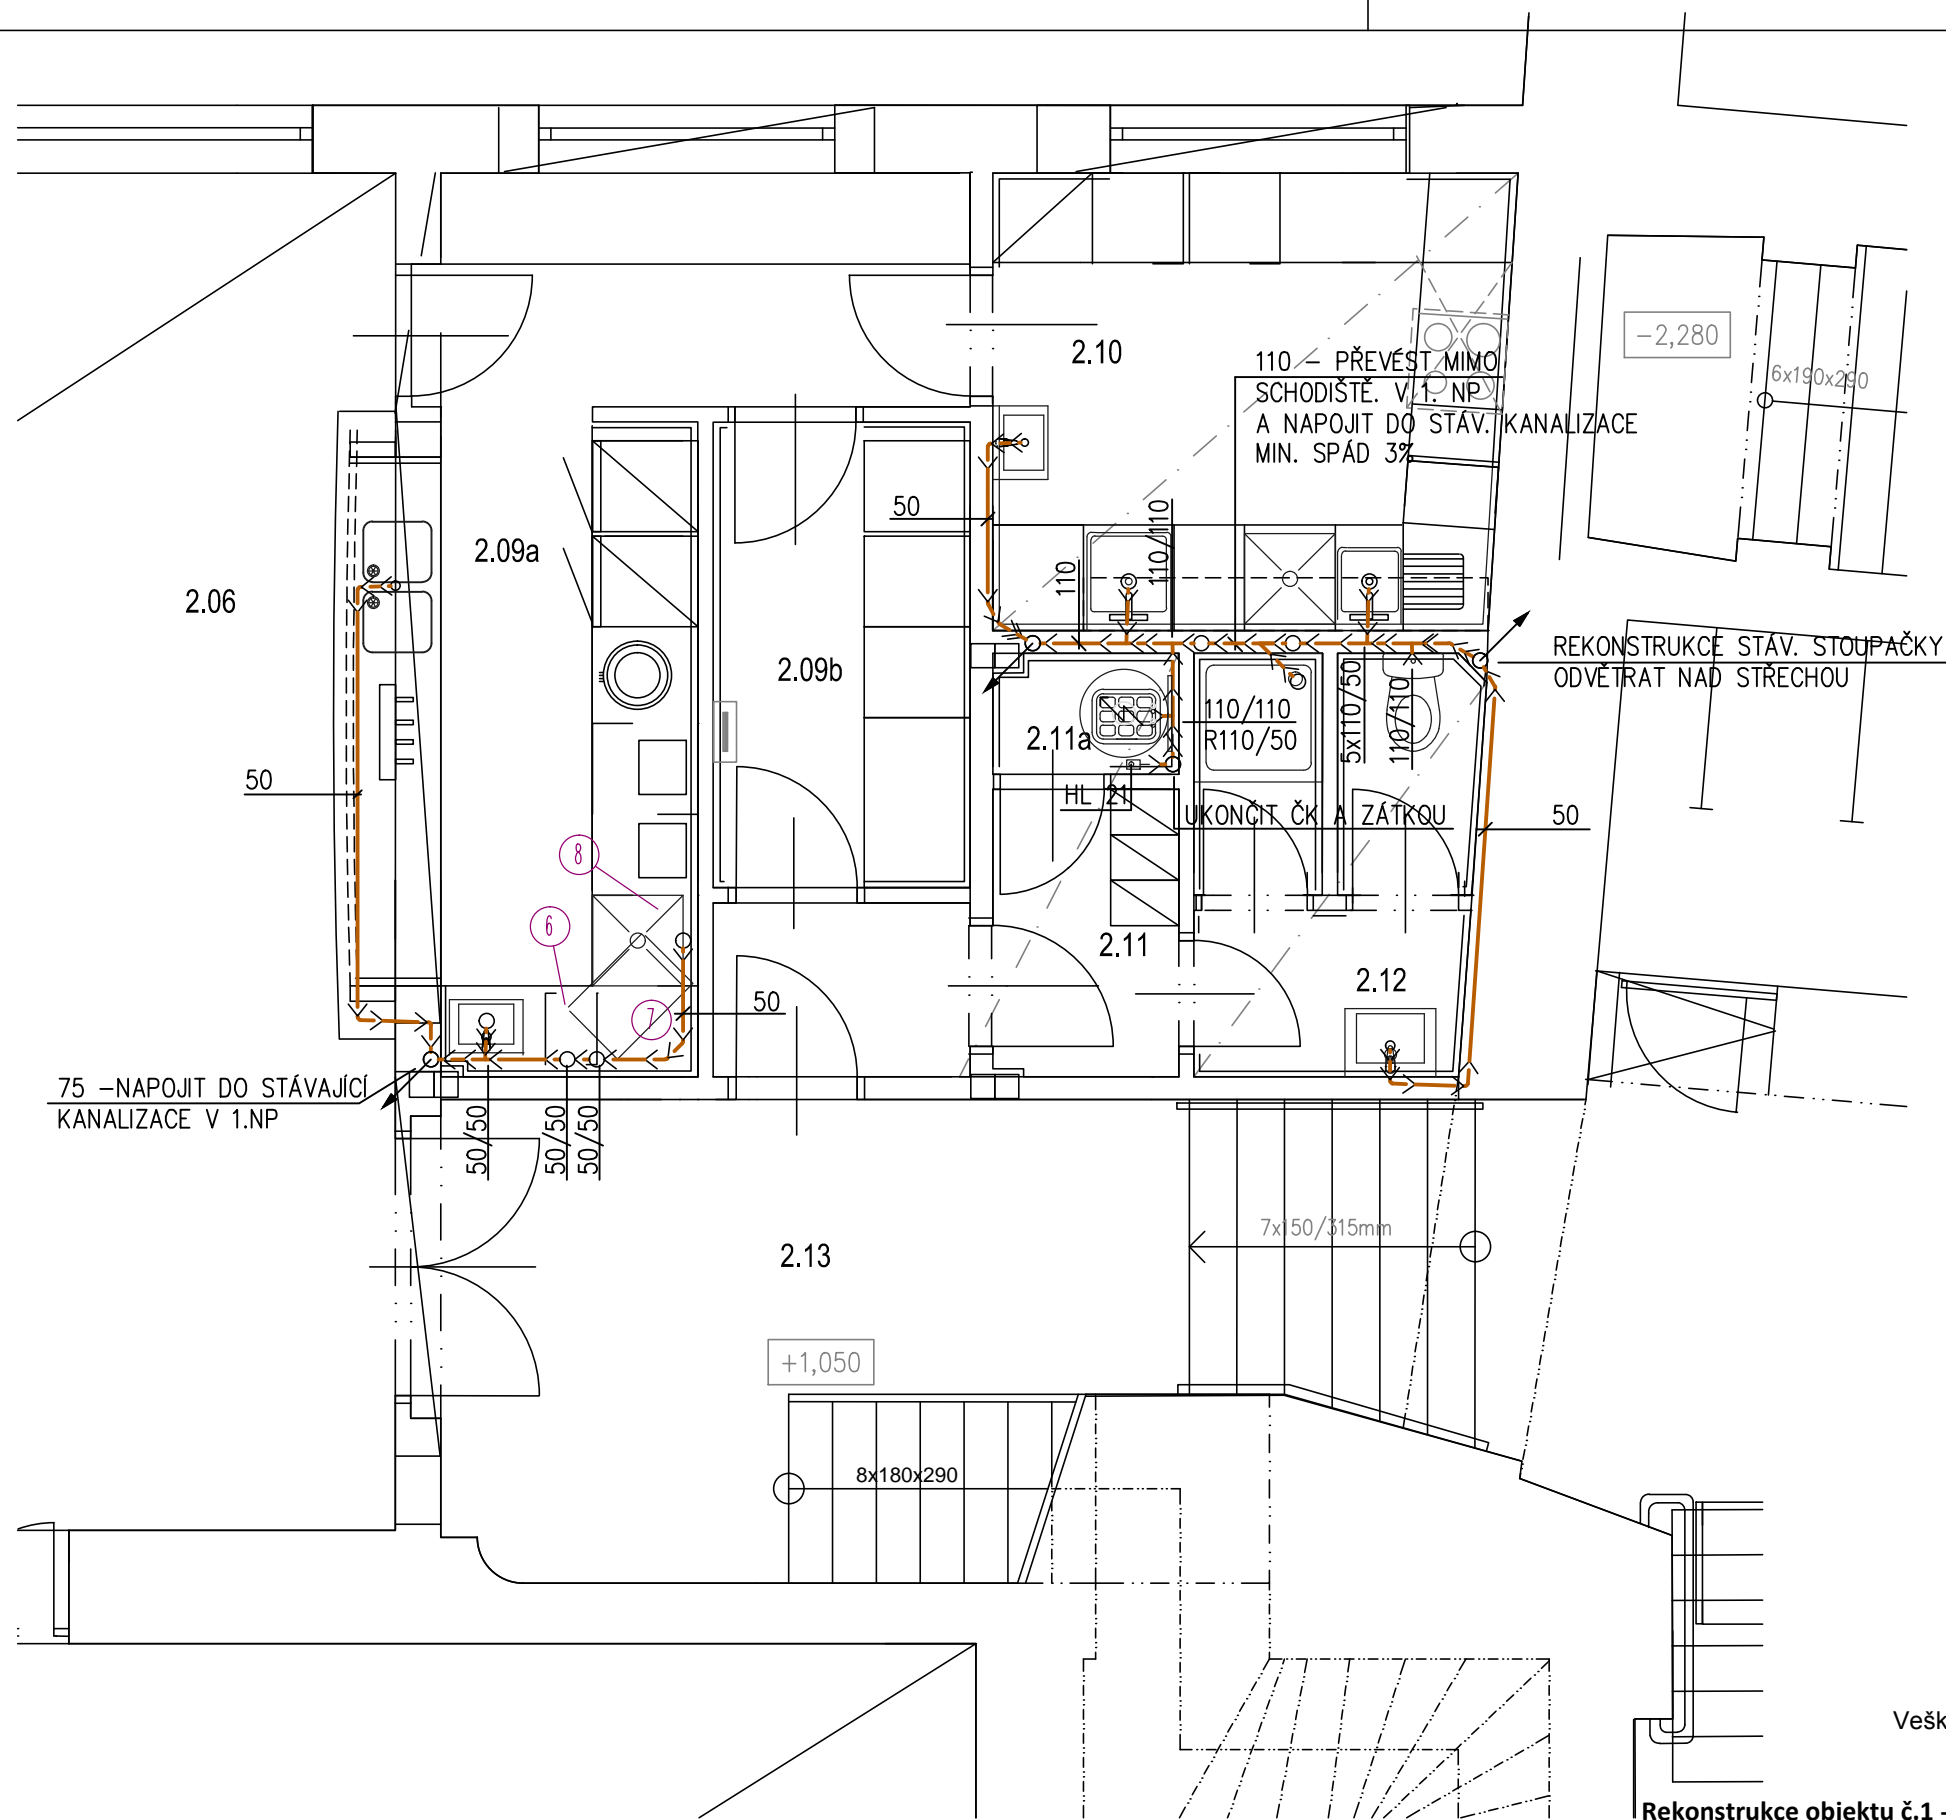 -2,280
6x190x290
2.10
110 – PŘEVÉST MIMO
SCHODIŠTĚ. V 1. NP
A NAPOJIT DO STÁV. KANALIZACE
MIN. SPÁD 3%
50
2.09a
110
110/110
2.06
2.09b
REKONSTRUKCE STÁV. STOUPAČKY
ODVĚTRAT NAD STŘECHOU
5x110/50
110/110
110/110
R110/50
2.11a
50
HL 21
UKONČIT ČK A ZÁTKOU
50
8
6
7
2.11
2.12
50
75 –NAPOJIT DO STÁVAJÍCÍ
KANALIZACE V 1.NP
50/50
50/50
50/50
7x150/315mm
2.13
+1,050
8x180x290
Rekonstrukce objektu č.1 -